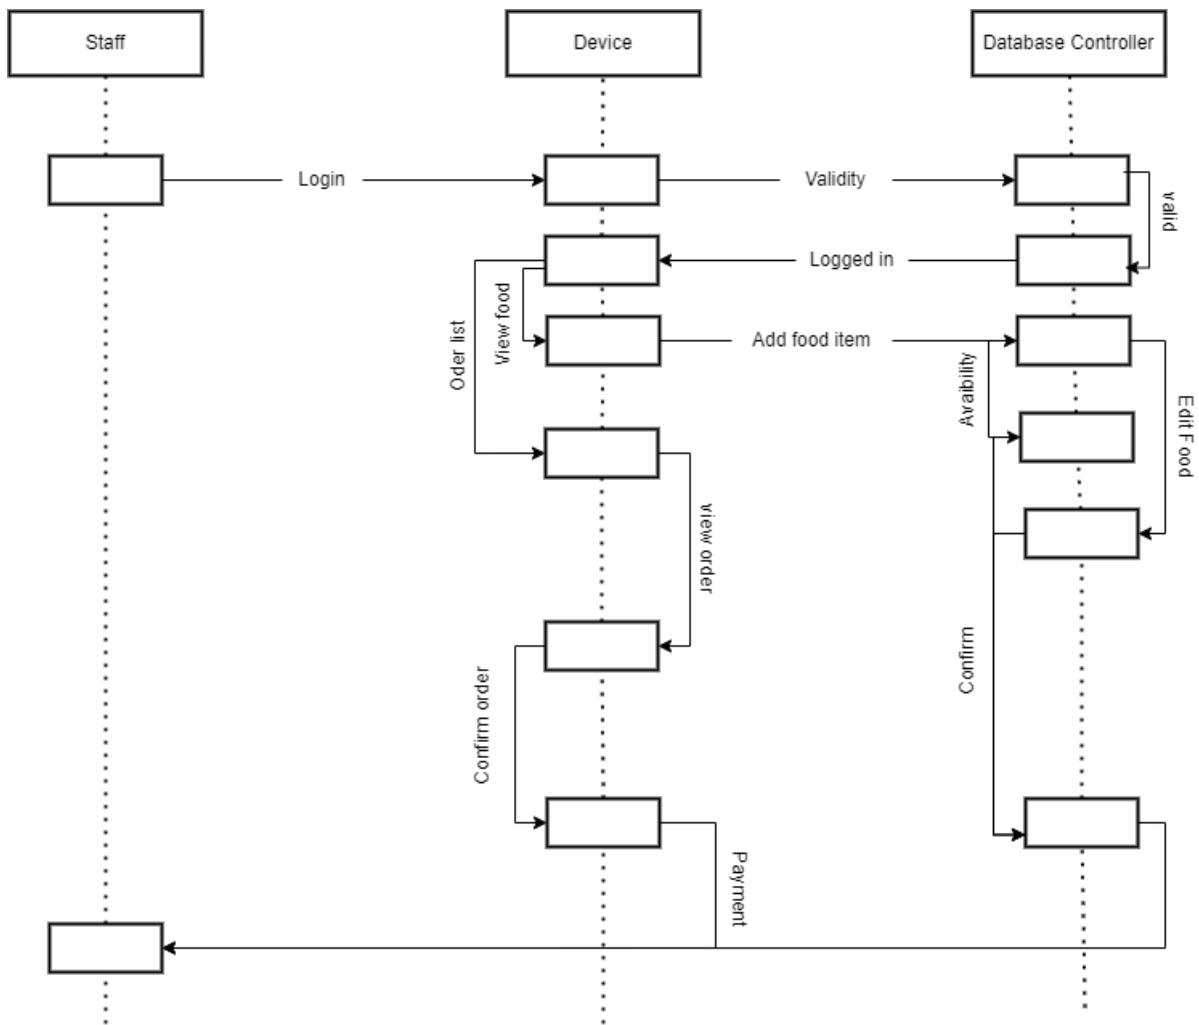 Staff
Device
Database Controller
Login
Validity
valid
Logged in
View food
Oder list
Add food item
Avaibility
Edit Food
view order
Confirm
Confirm order
Payment